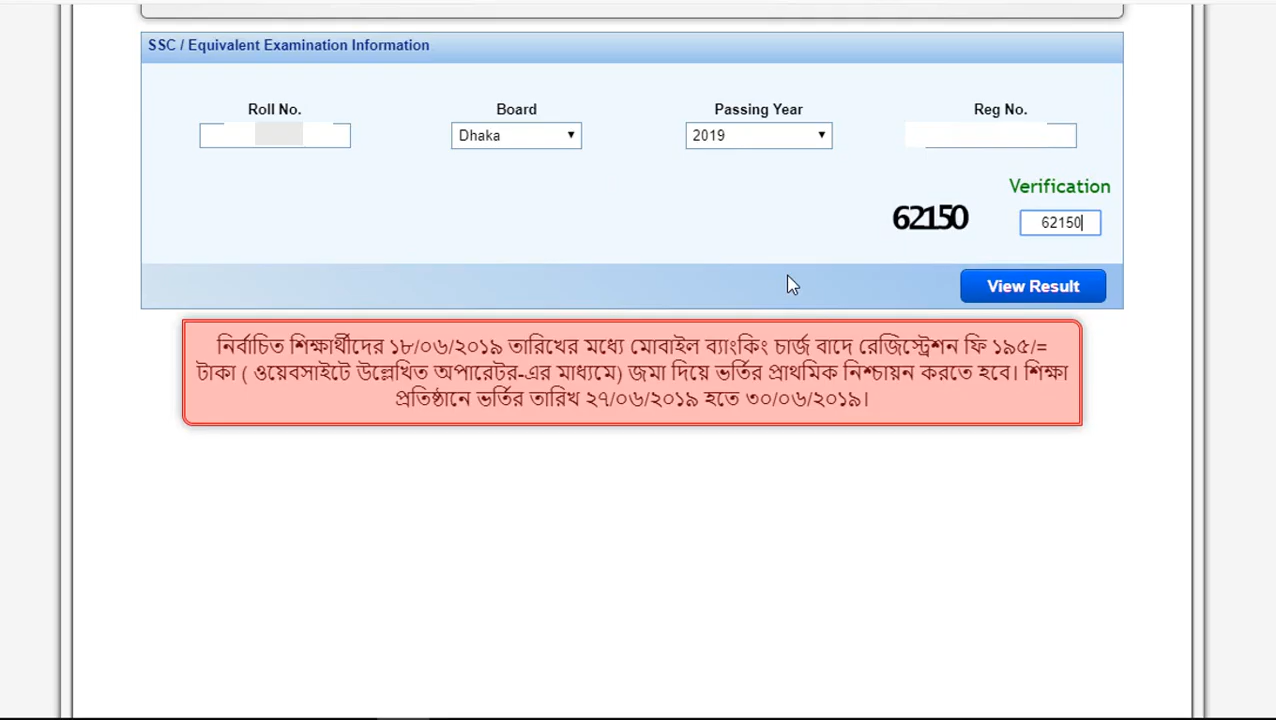 SSC / Equivalent Examination Information
Roll No. Board Passing Year Reg No.
Dhaka 2019
Verification
62150 62150
View Result
নির্বাচিত শিক্ষার্থীদের ১৮/০৬/২০১৯ তারিখের মধ্যে মোবাইল ব্যাংকিং চার্জ বাদে রেজিস্ট্রেশন ফি ১৯৫/=
টাকা ( ওয়েবসাইটে উল্লেখিত অপারেটর-এর মাধ্যমে) জমা দিয়ে ভর্তির প্রাথমিক নিশ্চায়ন করতে হবে। শিক্ষা
প্রতিষ্ঠানে ভর্তির তারিখ ২৭/০৬/২০১৯ হতে ৩০/০৬/২০১৯।